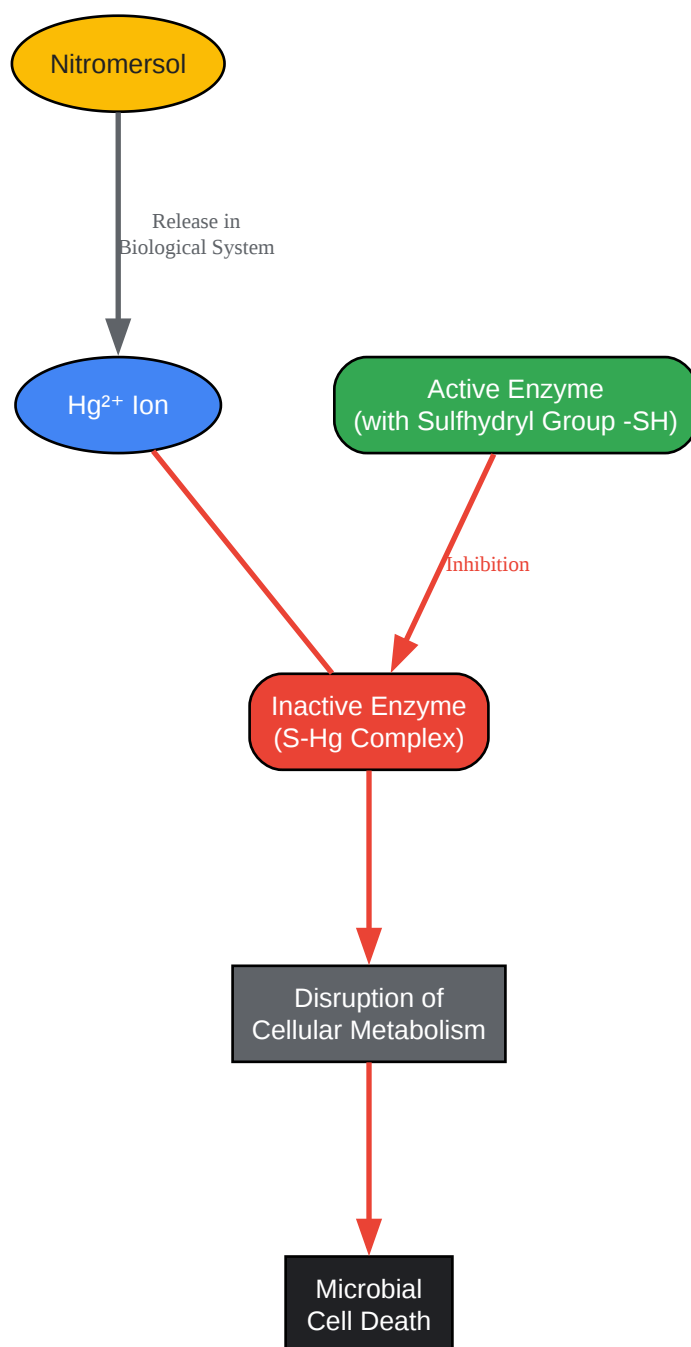 Nitromersol
Release in
Biological System
Hg²⁺ Ion
Active Enzyme
(with Sulfhydryl Group -SH)
Inhibition
Inactive Enzyme
(S-Hg Complex)
Disruption of
Cellular Metabolism
Microbial
Cell Death